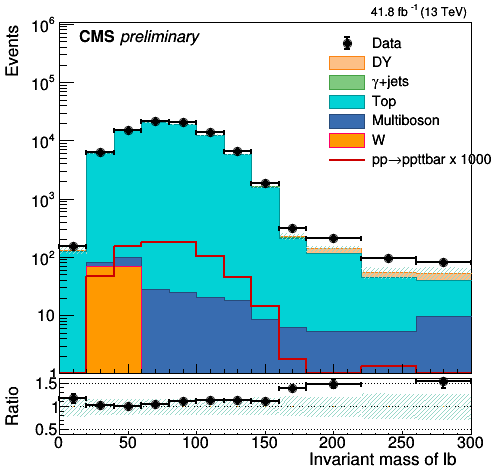 41.8 fb⁻¹ (13 TeV)
CMS preliminary
Events
10⁶
10⁵
10⁴
10³
10²
10
1
Data
DY
γ+jets
Top
Multiboson
W
pp→ppttbar x 1000
Ratio
1.5
1
0.5
0 50 100 150 200 250 300
Invariant mass of lb